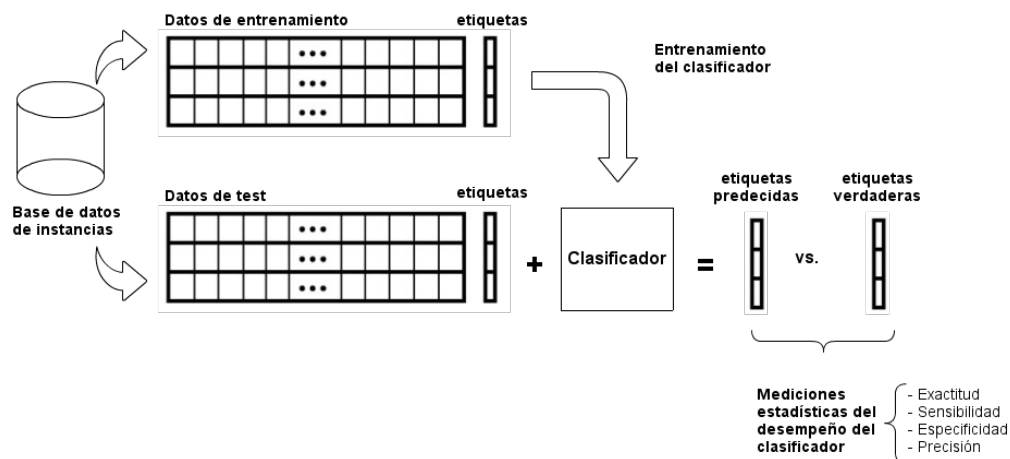 Datos de entrenamiento
etiquetas
Entrenamiento
del clasificador
Base de datos
de instancias
Datos de test
etiquetas
+
Clasificador
=
etiquetas
predecidas
vs.
etiquetas
verdaderas
Mediciones
estadísticas del
desempeño del
clasificador
- Exactitud
- Sensibilidad
- Especificidad
- Precisión